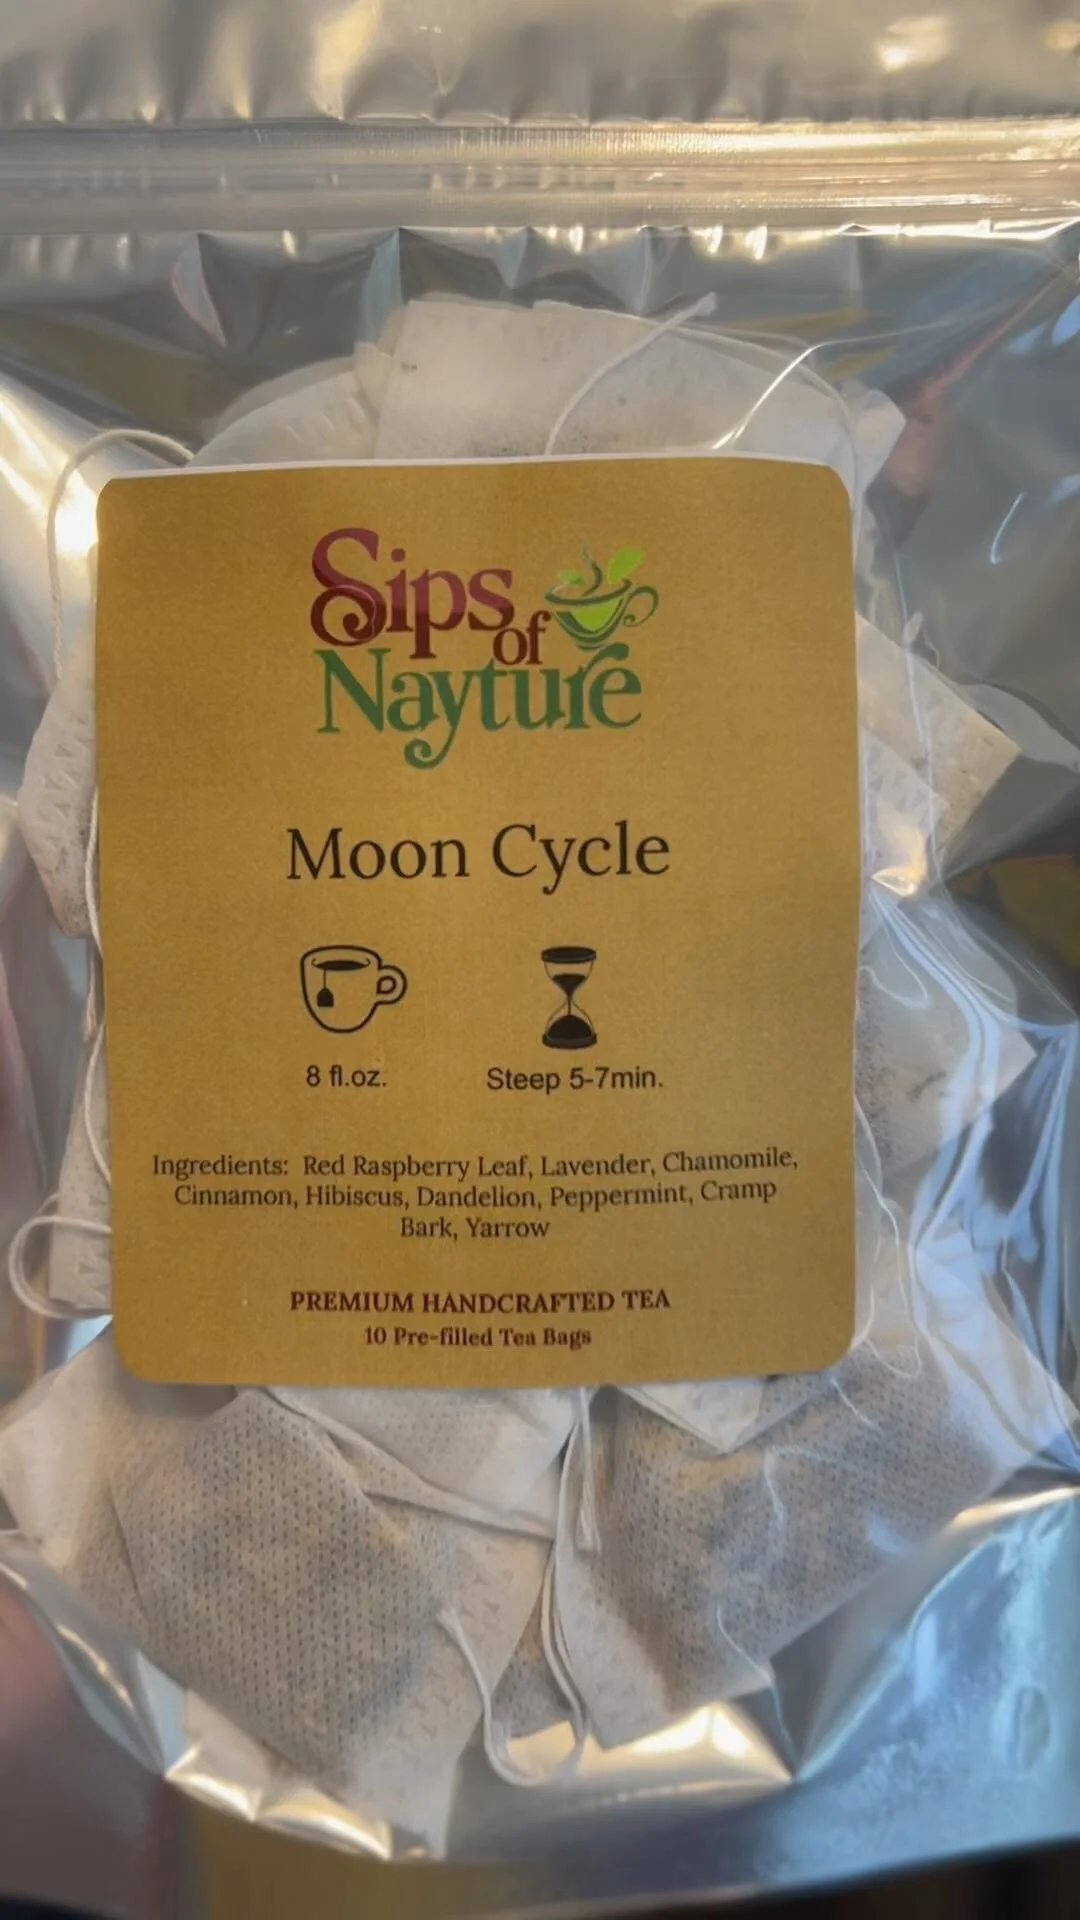 Sips of
Nayture
Moon Cycle
8 fl.oz.
Steep 5-7min.
Ingredients: Red Raspberry Leaf, Lavender, Chamomile,
Cinnamon, Hibiscus, Dandelion, Peppermint, Cramp
Bark, Yarrow
PREMIUM HANDCRAFTED TEA
10 Pre-filled Tea Bags